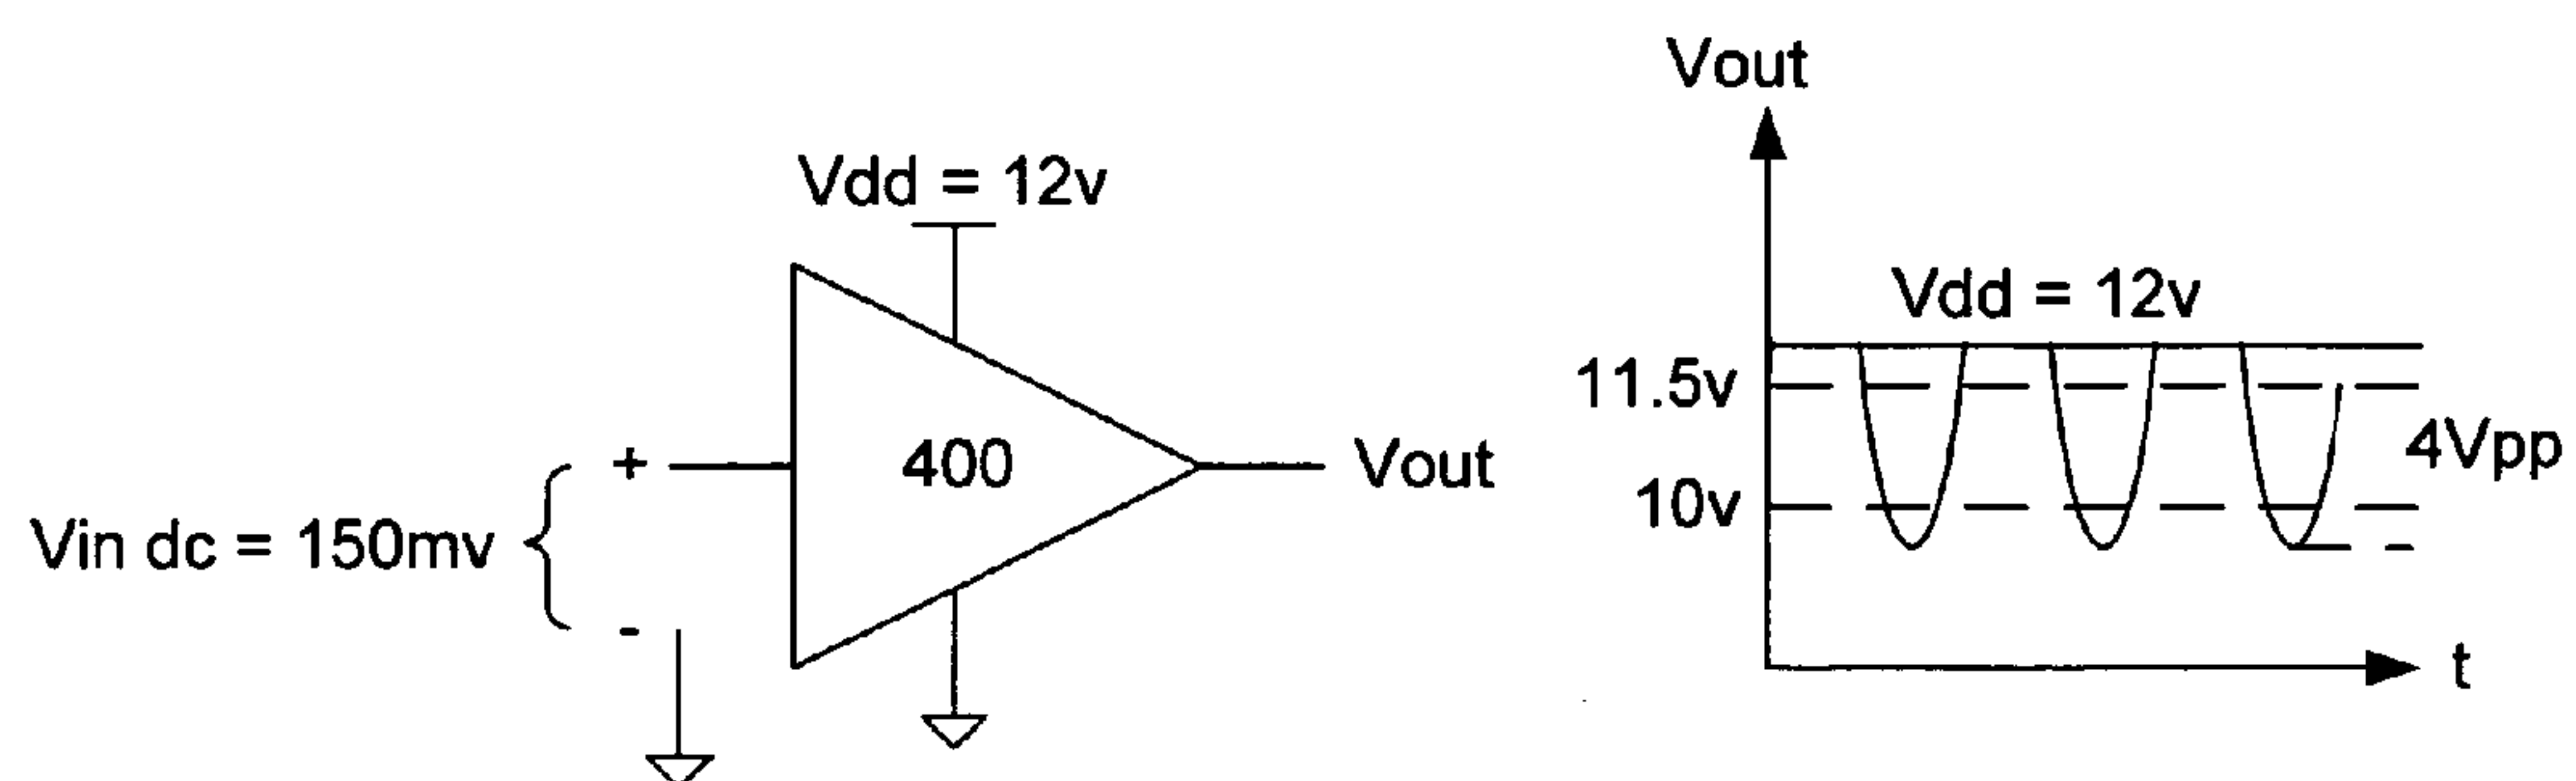 Vdd = 12v
+
400
Vout
Vin dc = 150mv
-
Vout
Vdd = 12v
11.5v
4Vpp
10v
t